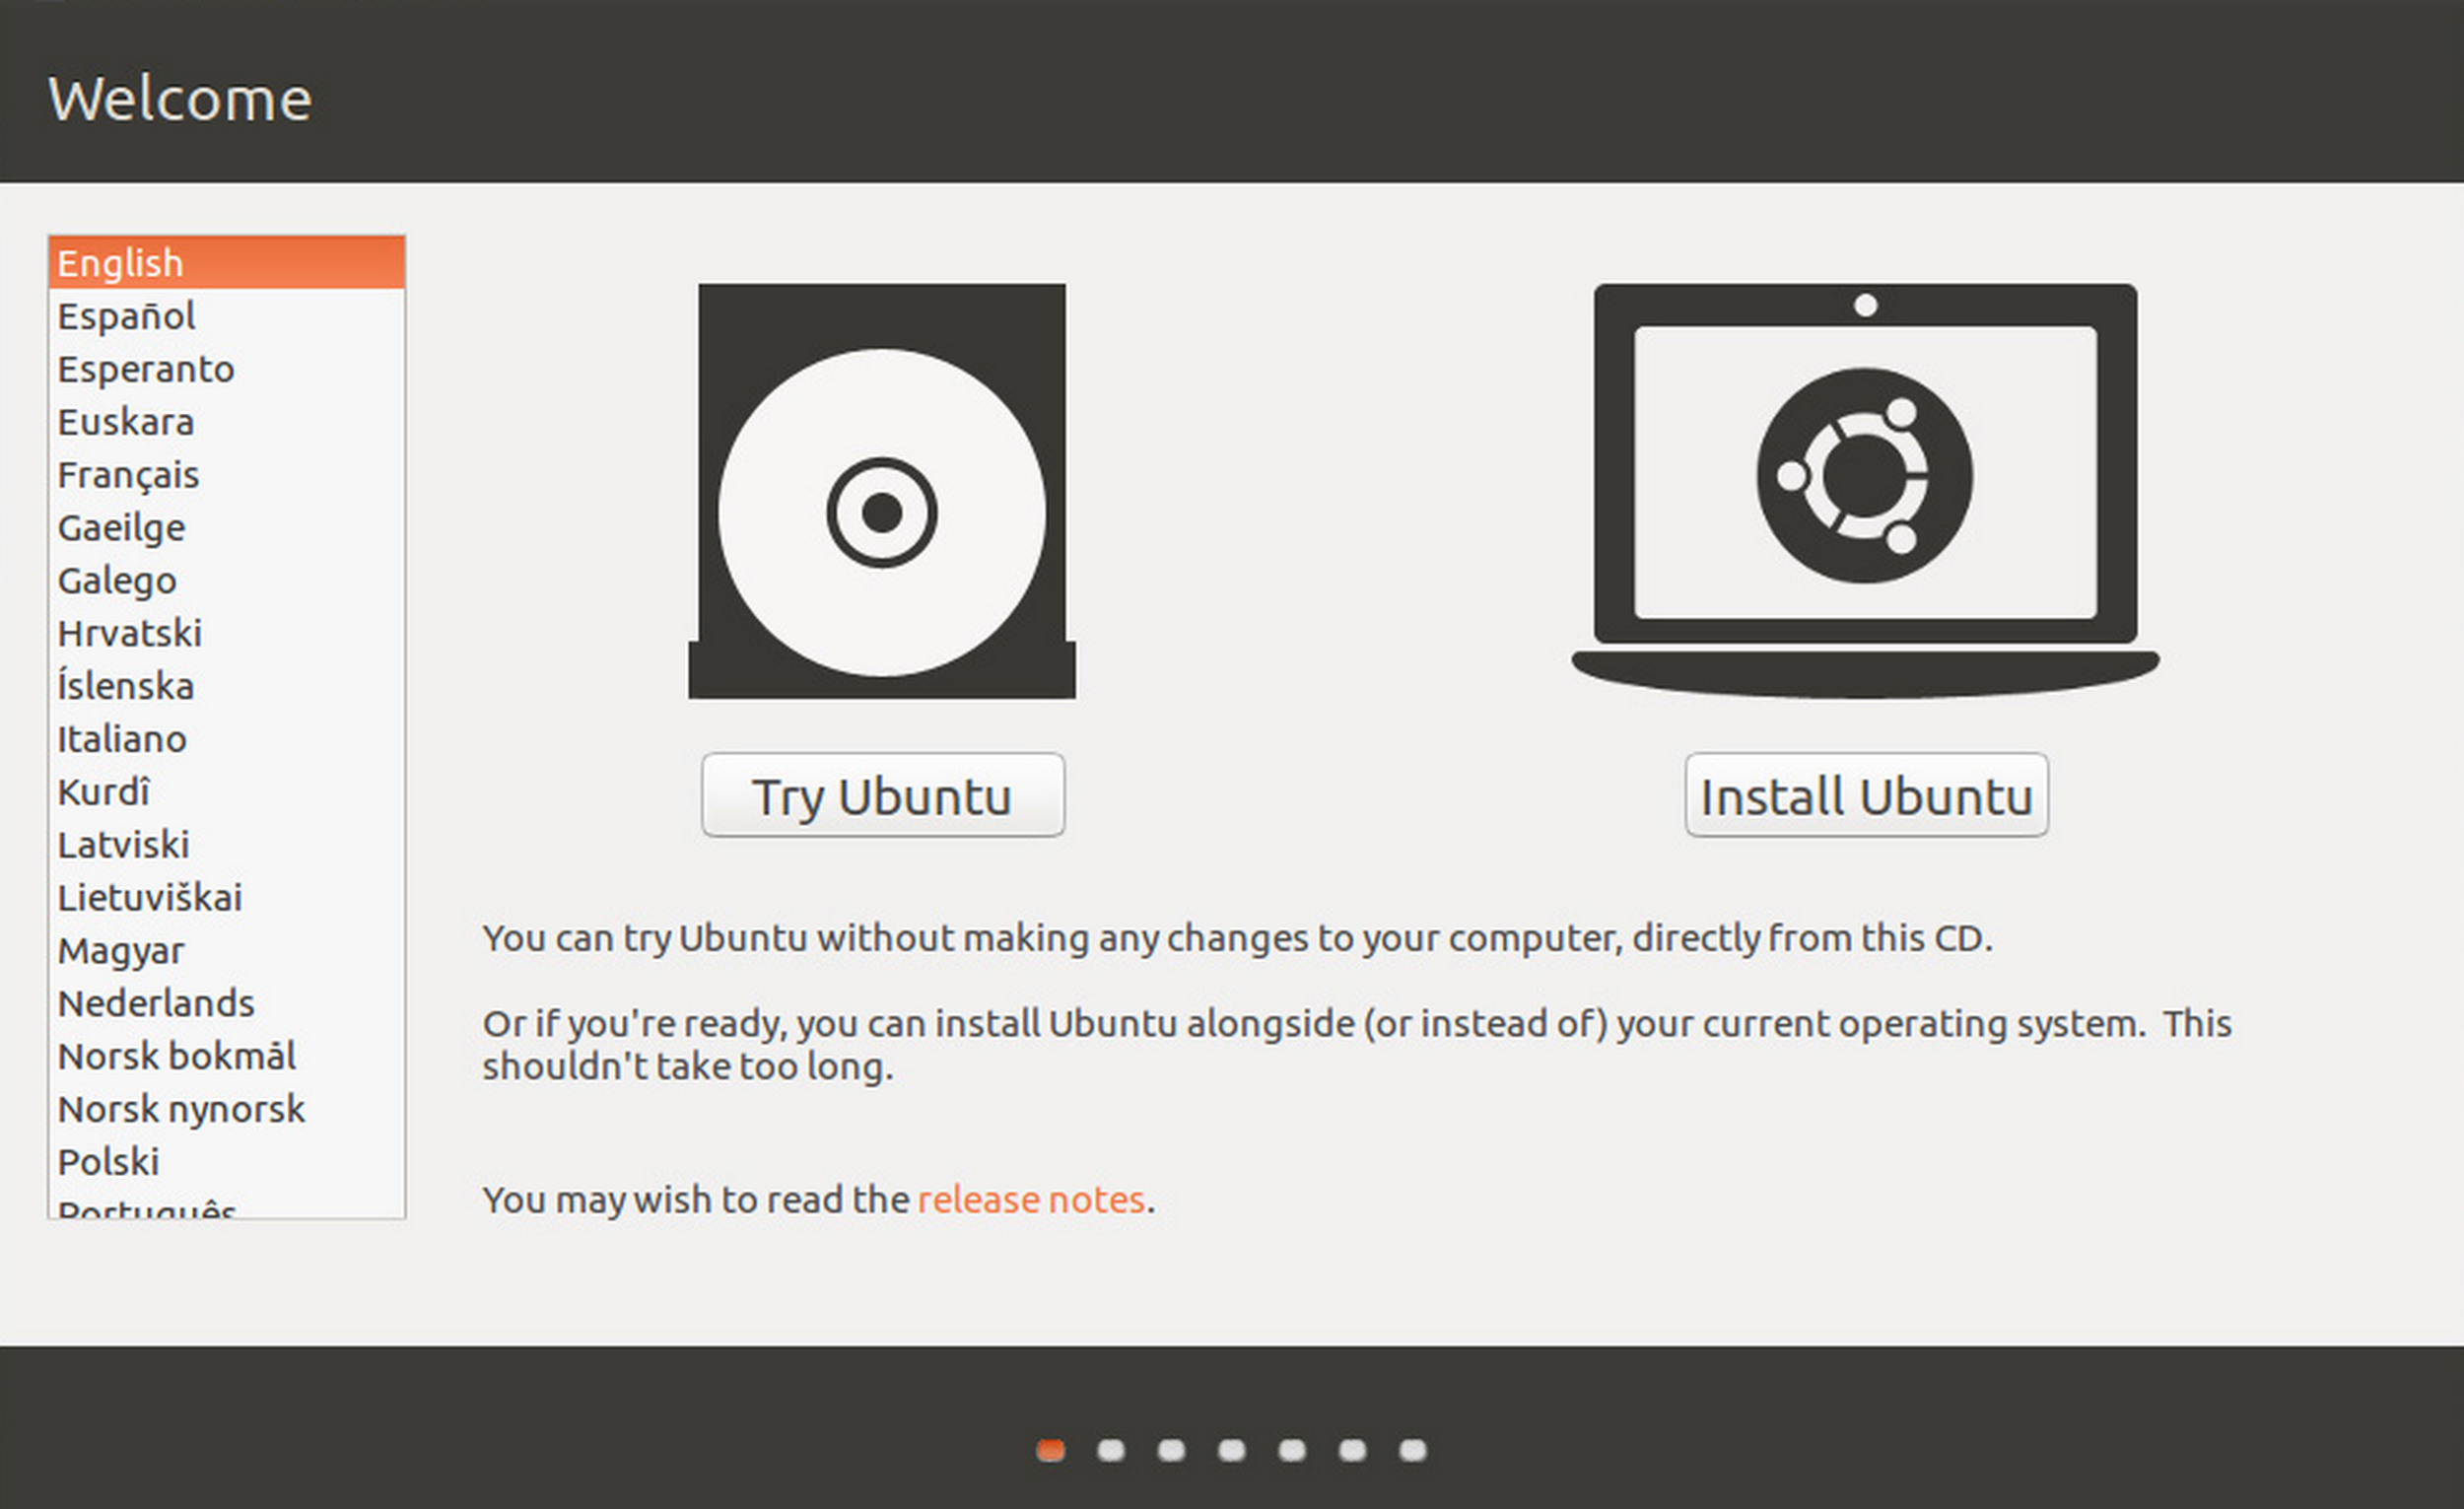 Welcome
English
Español
Esperanto
Euskara
Français
Gaeilge
Galego
Hrvatski
Íslenska
Italiano
Kurdî
Latviski
Lietuviškai
Magyar
Nederlands
Norsk bokmål
Norsk nynorsk
Polski
Português
Try Ubuntu
Install Ubuntu
You can try Ubuntu without making any changes to your computer, directly from this CD.
Or if you're ready, you can install Ubuntu alongside (or instead of) your current operating system.  This
shouldn't take too long.
You may wish to read the release notes.